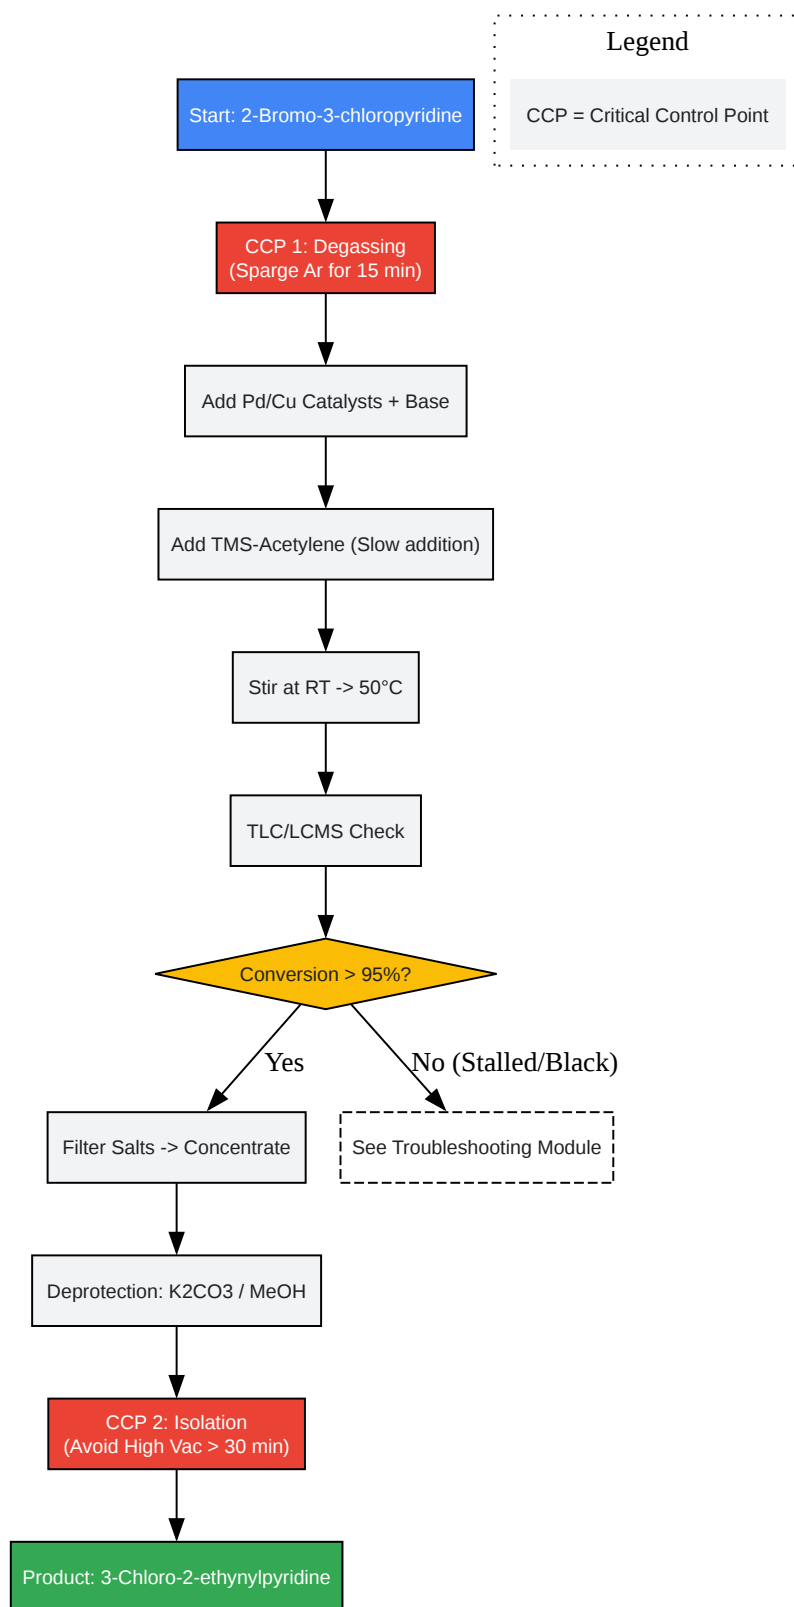 Legend
CCP = Critical Control Point
Start: 2-Bromo-3-chloropyridine
CCP 1: Degassing
(Sparge Ar for 15 min)
Add Pd/Cu Catalysts + Base
Add TMS-Acetylene (Slow addition)
Stir at RT -> 50°C
TLC/LCMS Check
Conversion > 95%?
Yes
No (Stalled/Black)
Filter Salts -> Concentrate
See Troubleshooting Module
Deprotection: K2CO3 / MeOH
CCP 2: Isolation
(Avoid High Vac > 30 min)
Product: 3-Chloro-2-ethynylpyridine